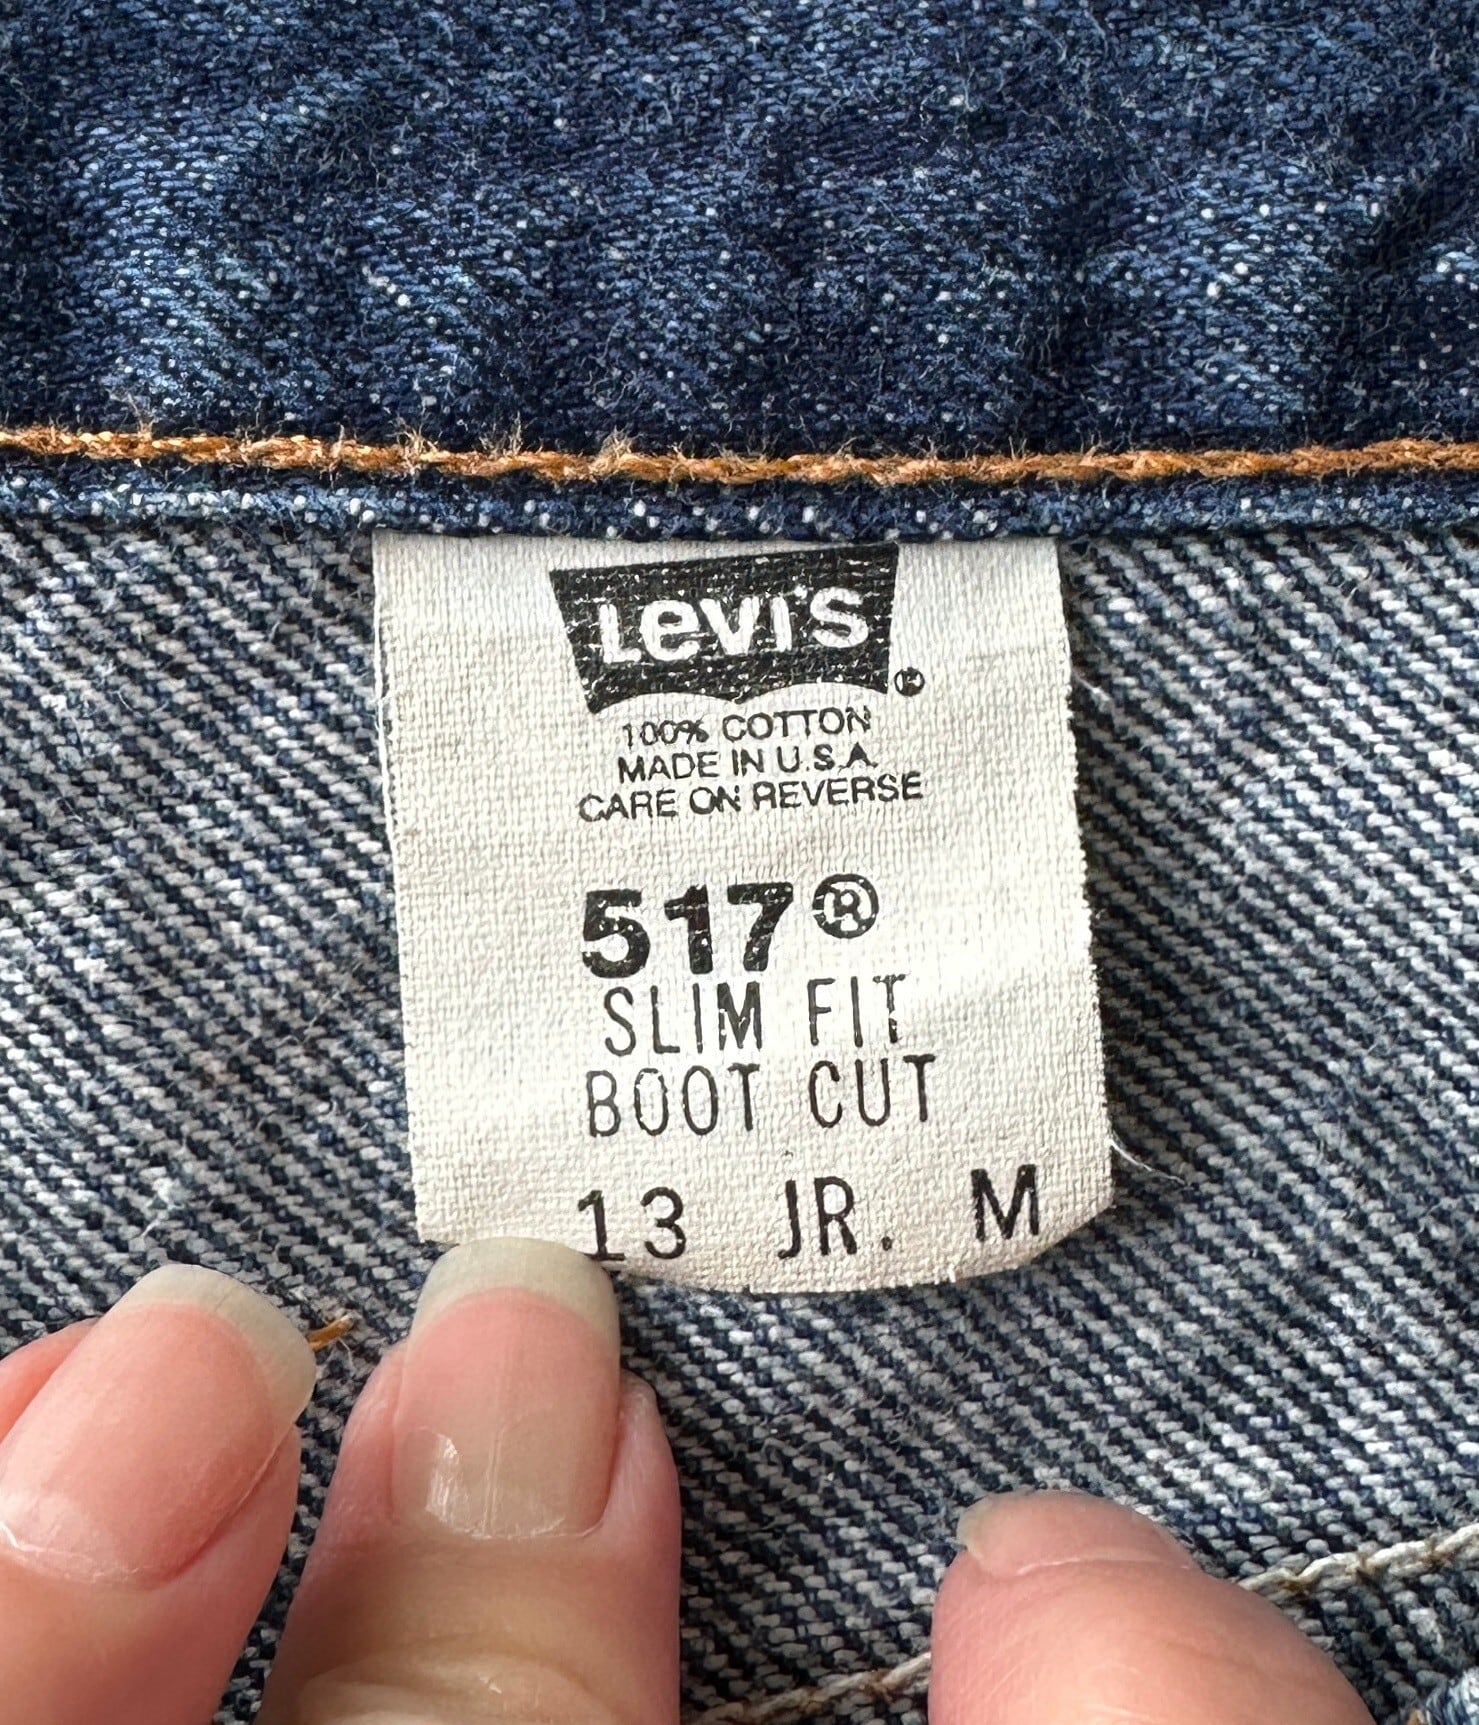 Levi's ®
100% COTTON
MADE IN U.S.A.
CARE ON REVERSE
517®
SLIM FIT
BOOT CUT
13 JR. M